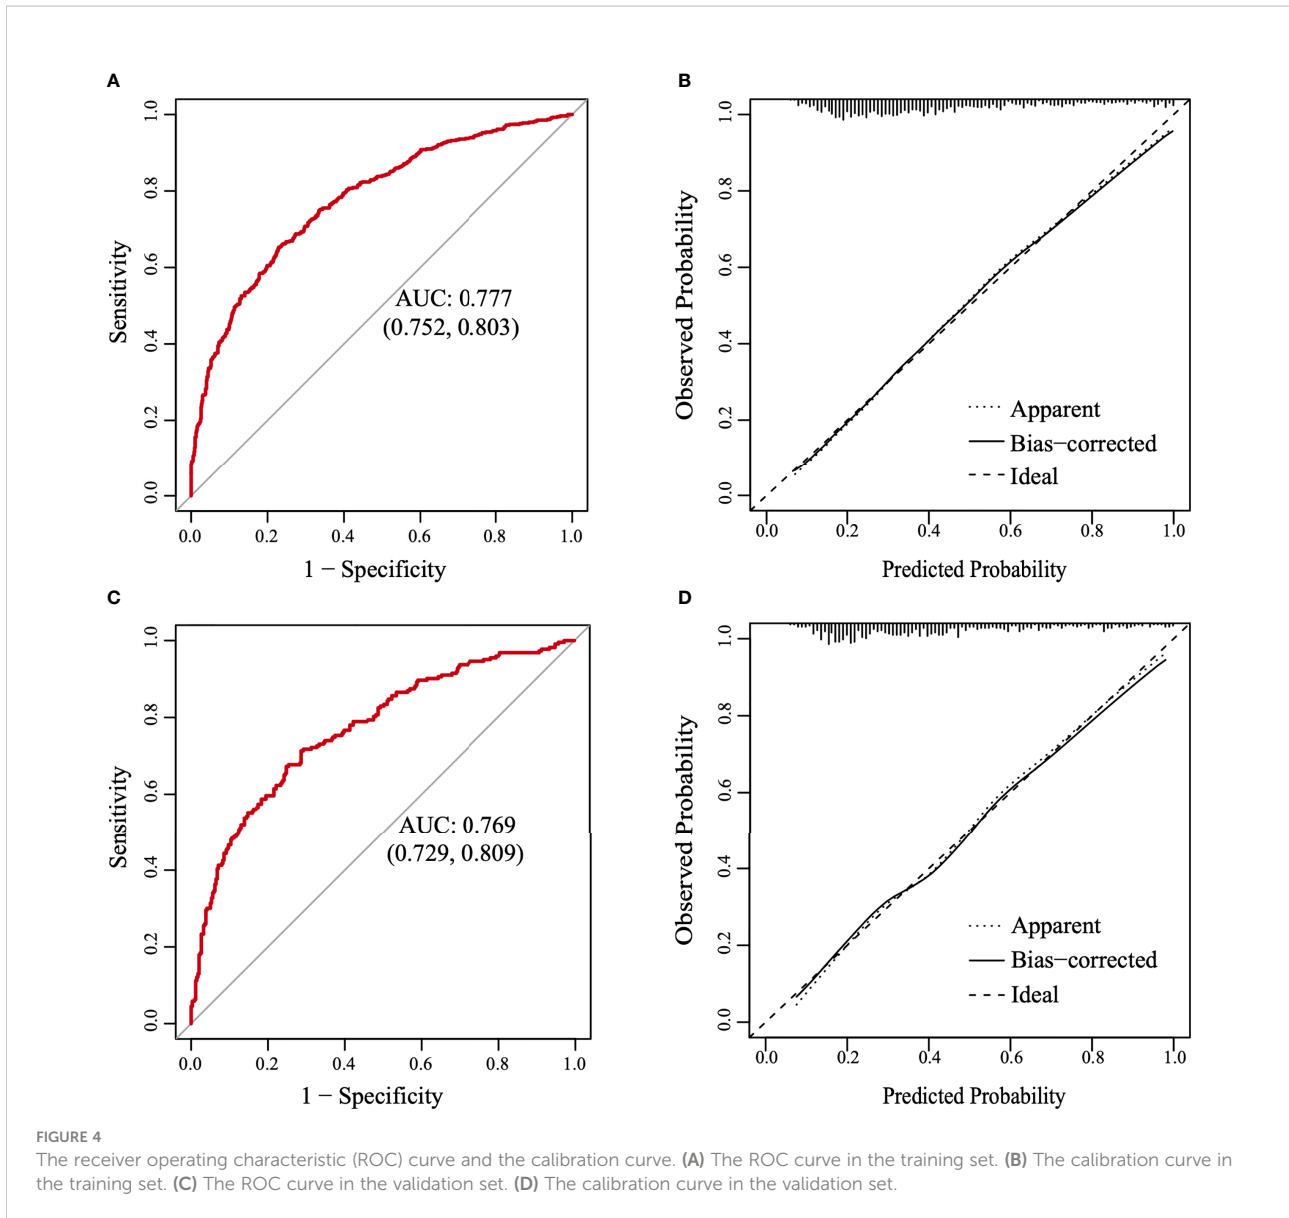 A
1.0
0.8
0.6
0.4
0.2
0.0
Sensitivity
AUC: 0.777
(0.752, 0.803)
0.0 0.2 0.4 0.6 0.8 1.0
1 − Specificity
B
1.0
0.8
0.6
0.4
0.2
0.0
Observed Probability
Apparent
Bias−corrected
Ideal
0.0 0.2 0.4 0.6 0.8 1.0
Predicted Probability
C
1.0
0.8
0.6
0.4
0.2
0.0
Sensitivity
AUC: 0.769
(0.729, 0.809)
0.0 0.2 0.4 0.6 0.8 1.0
1 − Specificity
D
1.0
0.8
0.6
0.4
0.2
0.0
Observed Probability
Apparent
Bias−corrected
Ideal
0.0 0.2 0.4 0.6 0.8 1.0
Predicted Probability
FIGURE 4
The receiver operating characteristic (ROC) curve and the calibration curve. (A) The ROC curve in the training set. (B) The calibration curve in
the training set. (C) The ROC curve in the validation set. (D) The calibration curve in the validation set.